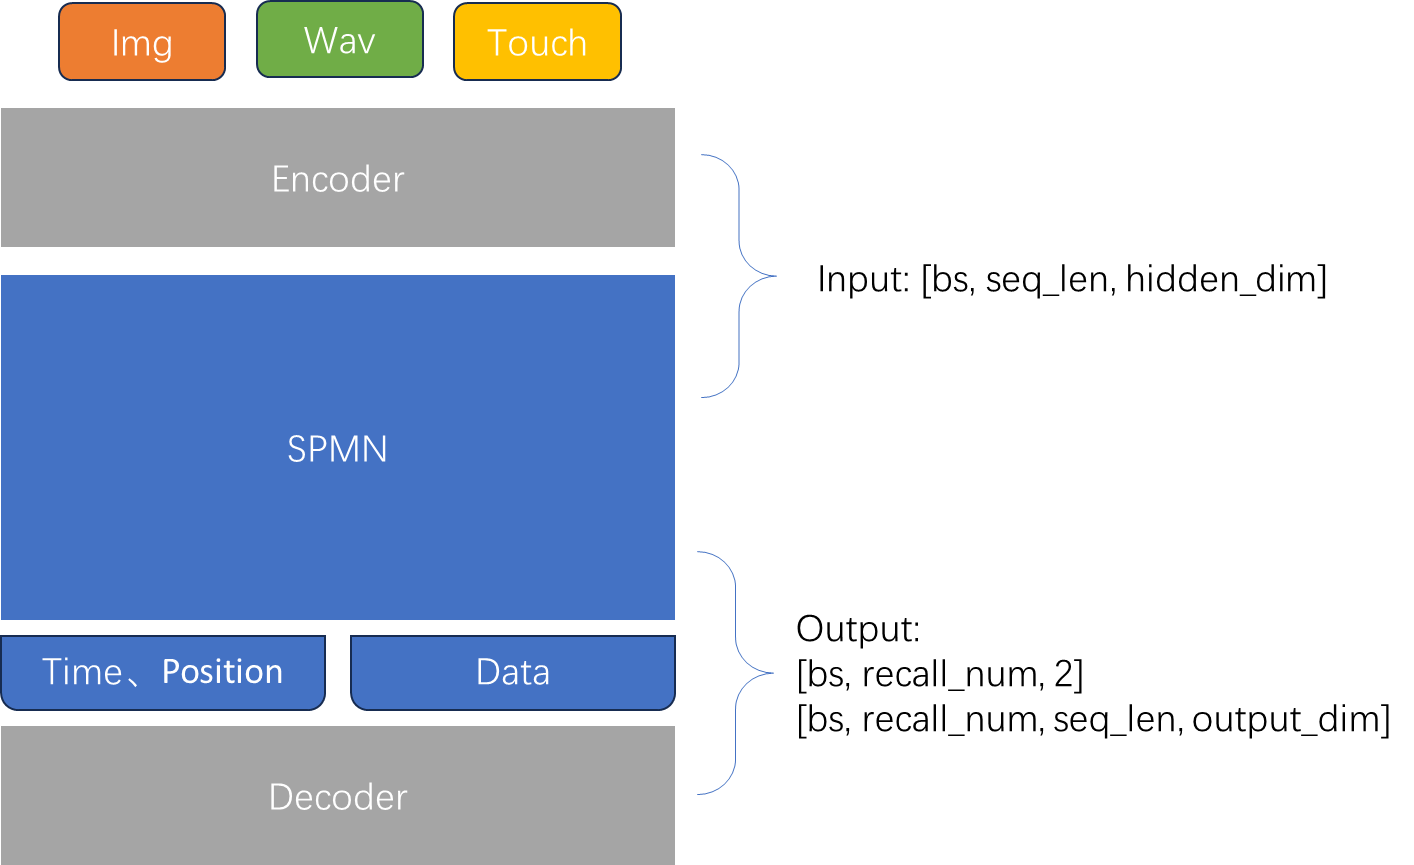 Img
Wav
Touch
Encoder
Input: [bs, seq_len, hidden_dim]
SPMN
Output:
[bs, recall_num, 2]
[bs, recall_num, seq_len, output_dim]
Time、Position
Data
Decoder